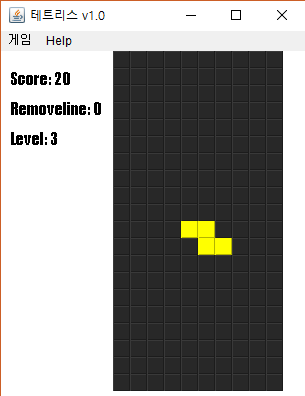 테트리스 v1.0
게임 Help
Score: 20
Removeline: 0
Level: 3